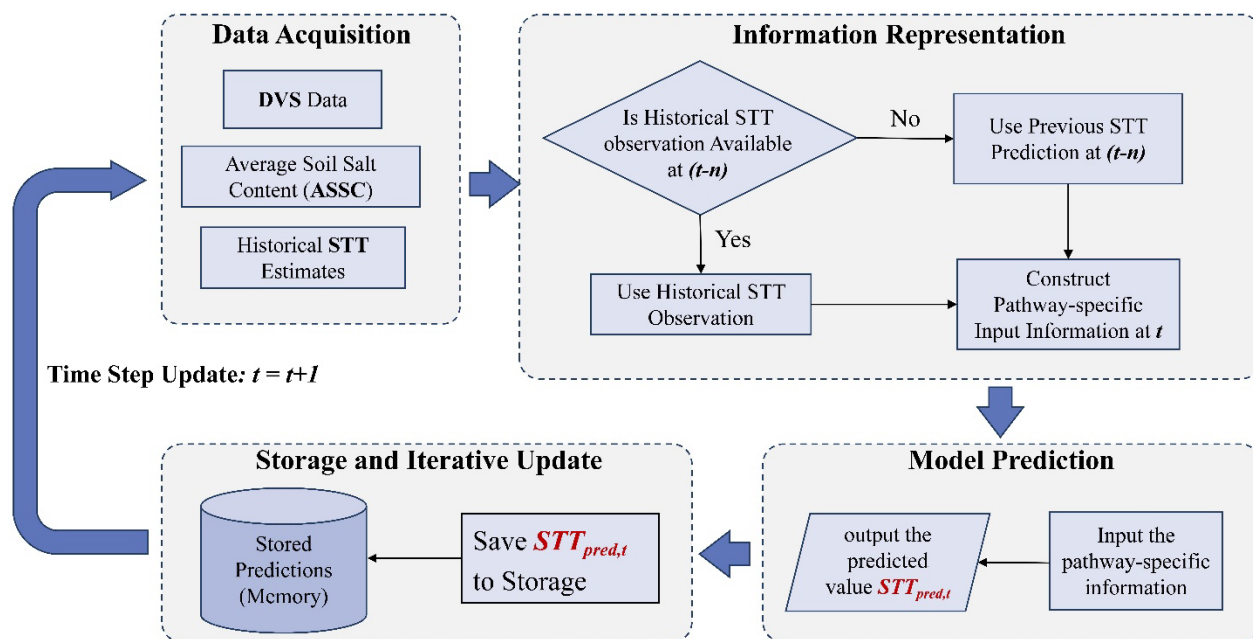 Data Acquisition
DVS Data
Average Soil Salt
Content (ASSC)
Historical STT
Estimates
Information Representation
Is Historical STT
observation Available
at (t-n)
No
Use Previous STT
Prediction at (t-n)
Yes
Use Historical STT
Observation
Construct
Pathway-specific
Input Information at t
Time Step Update: t = t+1
Storage and Iterative Update
Stored
Predictions
(Memory)
Save STTpred,t
to Storage
Model Prediction
output the
predicted
value STTpred,t
Input the
pathway-specific
information